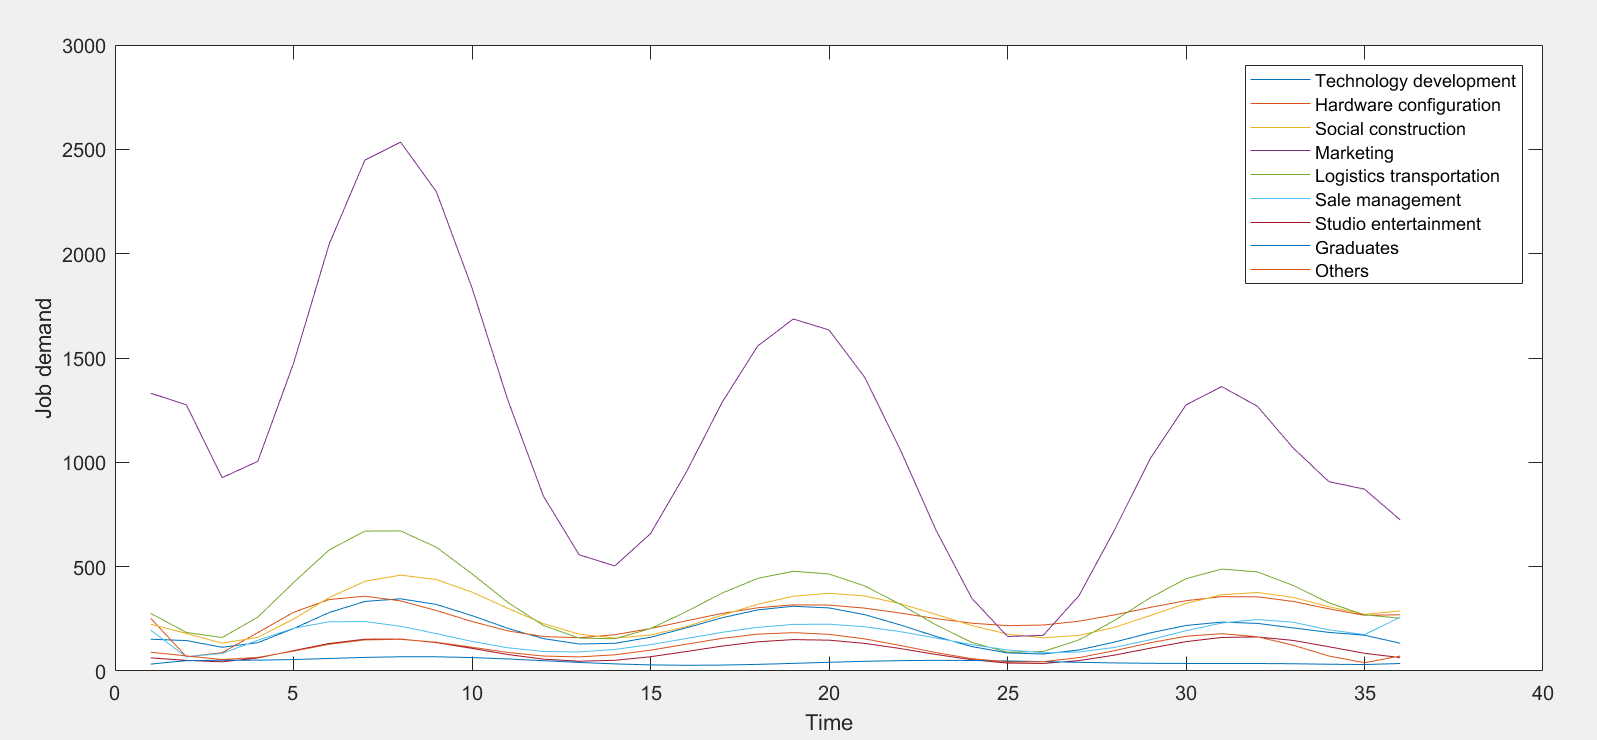 3000
2500
2000
1500
1000
500
0
Job demand
0 5 10 15 20 25 30 35 40
Time
Technology development
Hardware configuration
Social construction
Marketing
Logistics transportation
Sale management
Studio entertainment
Graduates
Others